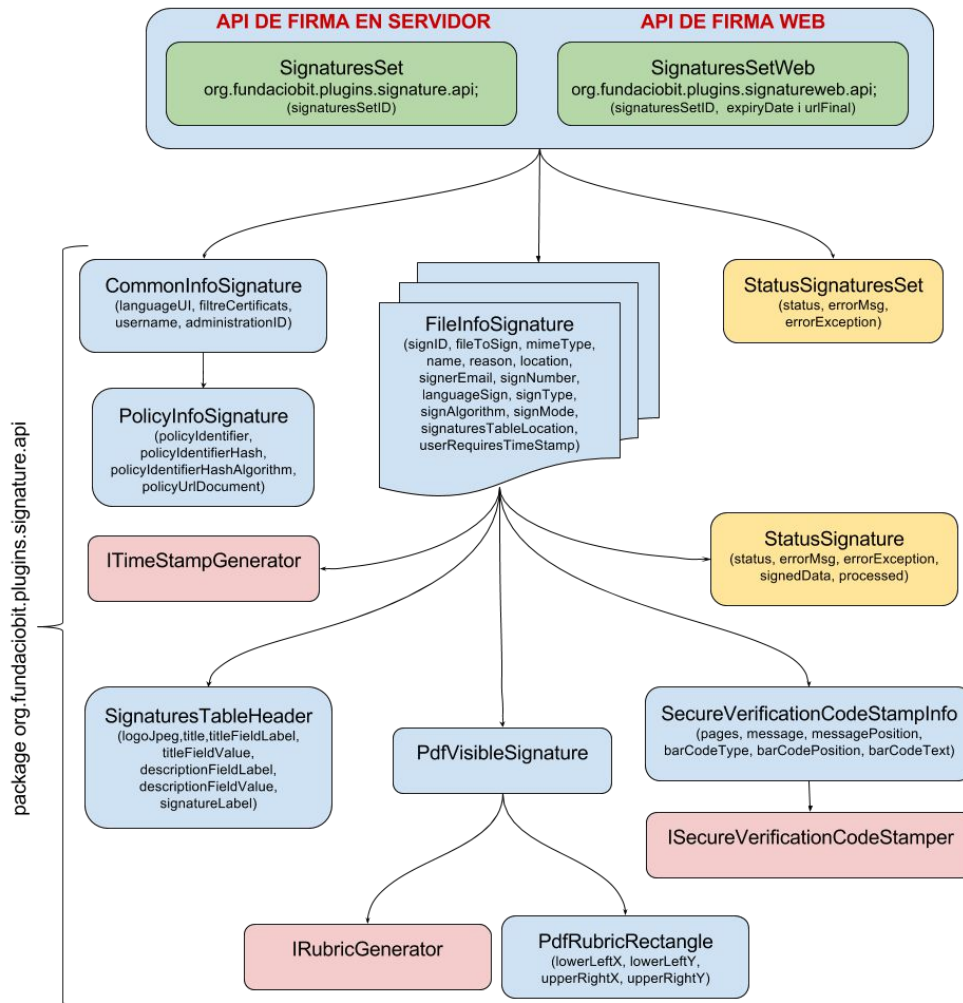 API DE FIRMA EN SERVIDOR
API DE FIRMA WEB
SignaturesSet
org.fundaciobit.plugins.signature.api;
(signaturesSetID)
SignaturesSetWeb
org.fundaciobit.plugins.signatureweb.api;
(signaturesSetID, expiryDate i urlFinal)
package org.fundaciobit.plugins.signature.api
CommonInfoSignature
(languageUI, filtreCertificats,
username, administrationID)
FileInfoSignature
(signID, fileToSign, mimeType,
name, reason, location,
signerEmail, signNumber,
languageSign, signType,
signAlgorithm, signMode,
signaturesTableLocation,
userRequiresTimeStamp)
StatusSignaturesSet
(status, errorMsg,
errorException)
PolicyInfoSignature
(policyIdentifier,
policyIdentifierHash,
policyIdentifierHashAlgorithm,
policyUrlDocument)
ITimeStampGenerator
StatusSignature
(status, errorMsg, errorException,
signedData, processed)
SignaturesTableHeader
(logoJpeg,title,titleFieldLabel,
titleFieldValue,
descriptionFieldLabel,
descriptionFieldValue,
signatureLabel)
PdfVisibleSignature
SecureVerificationCodeStampInfo
(pages, message, messagePosition,
barCodeType, barCodePosition, barCodeText)
ISecureVerificationCodeStamper
IRubricGenerator
PdfRubricRectangle
(lowerLeftX, lowerLeftY,
upperRightX, upperRightY)